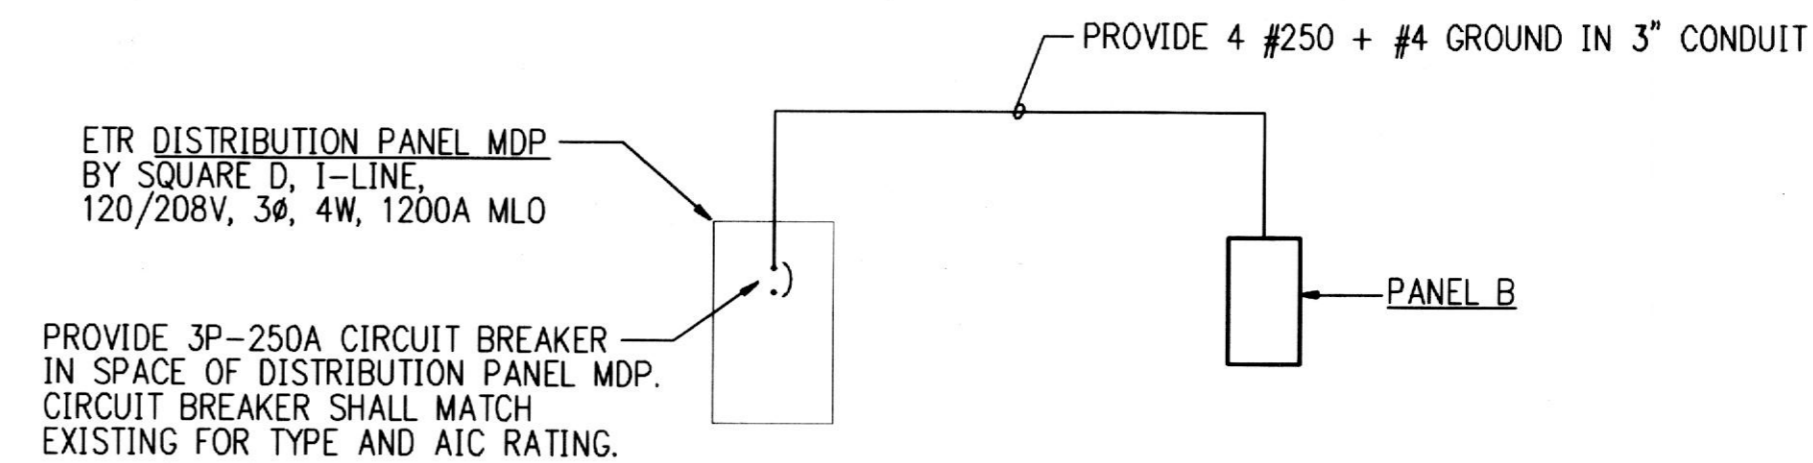 PROVIDE 4 #250 + #4 GROUND IN 3" CONDUIT
ETR DISTRIBUTION PANEL MDP
BY SQUARE D, I-LINE,
120/208V, 3ø, 4W, 1200A MLO
PANEL B
PROVIDE 3P-250A CIRCUIT BREAKER
IN SPACE OF DISTRIBUTION PANEL MDP.
CIRCUIT BREAKER SHALL MATCH
EXISTING FOR TYPE AND AIC RATING.